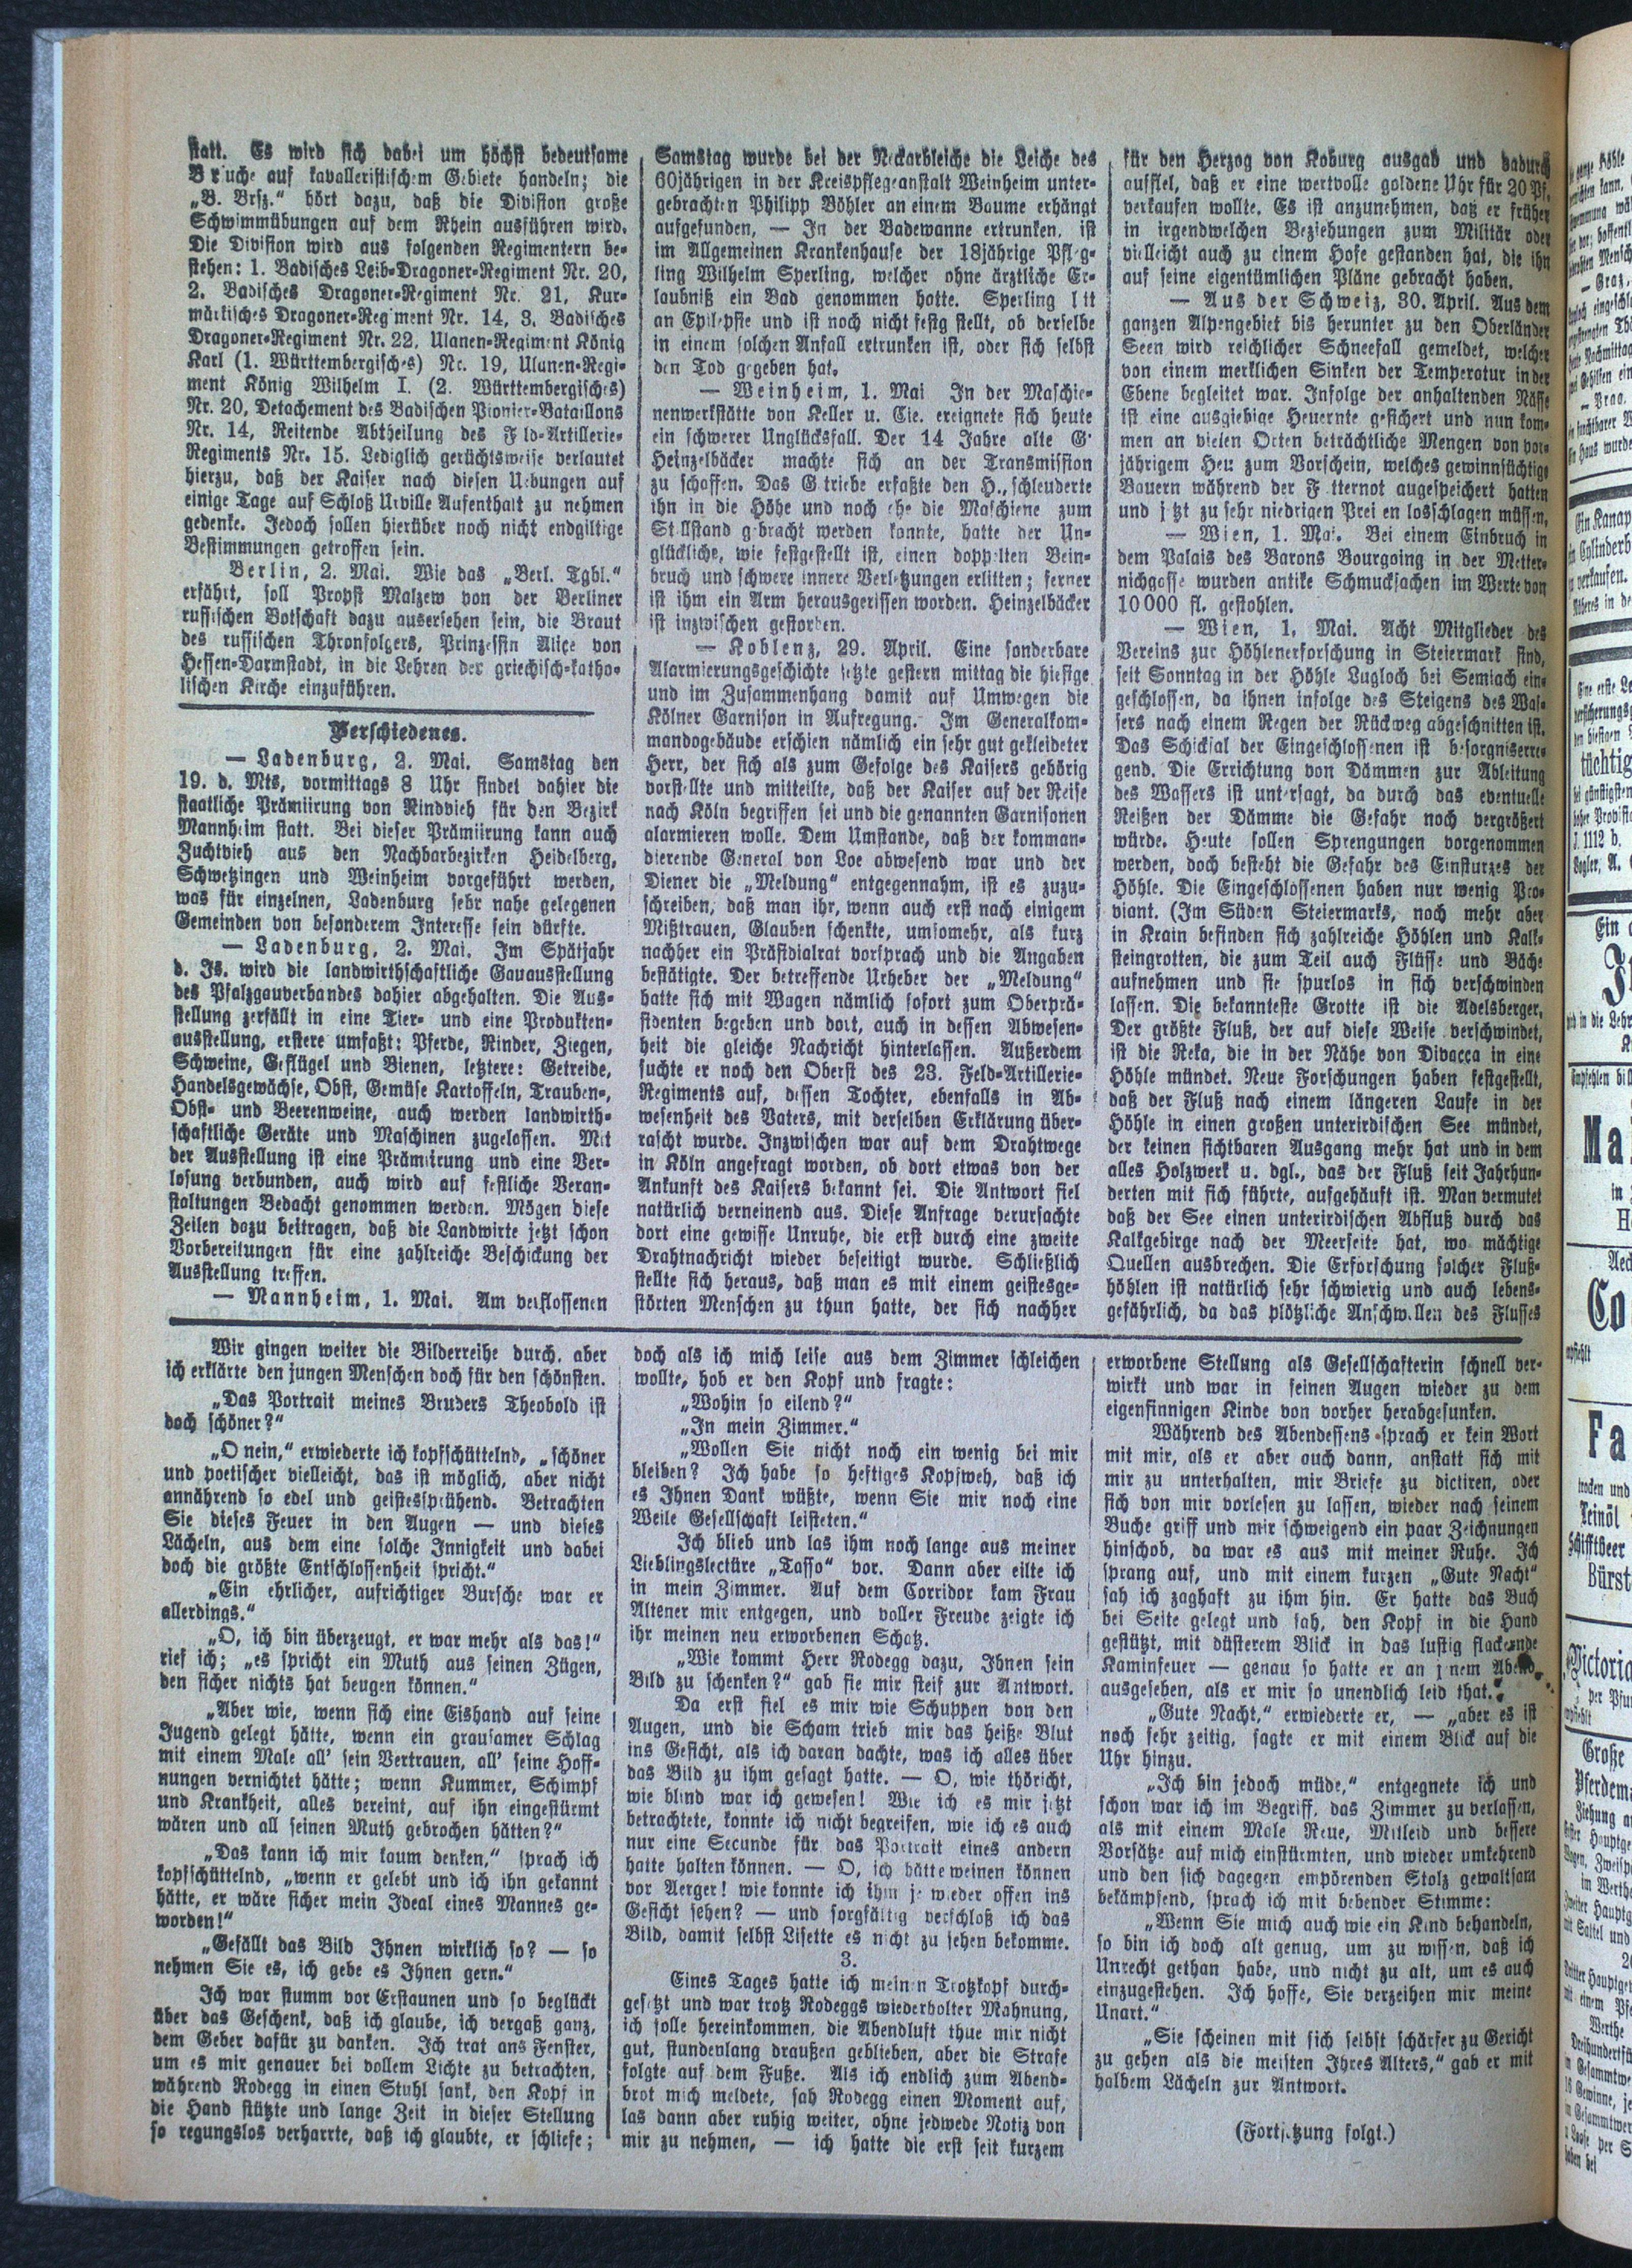 statt. Es wird sich dabei um höchst bedeutsame
Versuche auf kavalleristischem Gebiete handeln; die
„B. Brsz.“ hört dazu, daß die Division große
Schwimmübungen auf dem Rhein ausführen wird.
Die Division wird aus folgenden Regimentern be-
stehen: 1. Badisches Leib-Dragoner-Regiment Nr. 20,
2. Badisches Dragoner-Regiment Nr. 21, Kur-
märkisches Dragoner-Regiment Nr. 14, 3. Badisches
Dragoner-Regiment Nr. 22, Ulanen-Regiment König
Karl (1. Württembergisches) Nr. 19, Ulanen-Regi-
ment König Wilhelm I. (2. Württembergisches)
Nr. 20, Detachement des Badischen Pionier-Bataillons
Nr. 14, Reitende Abtheilung des Feld-Artillerie-
Regiments Nr. 15. Lediglich gerüchtsweise verlautet
hierzu, daß der Kaiser nach diesen Uebungen auf
einige Tage auf Schloß Urville Aufenthalt zu nehmen
gedenke. Jedoch sollen hierüber noch nicht endgiltige
Bestimmungen getroffen sein.
Berlin, 2. Mai. Wie das „Berl. Tgbl.“
erfährt, soll Propst Malzew von der Berliner
russischen Botschaft dazu ausersehen sein, die Braut
des russischen Thronfolgers, Prinzessin Alice von
Hessen-Darmstadt, in die Lehren der griechisch-katho-
lischen Kirche einzuführen.
Verschiedenes.
— Ladenburg, 2. Mai. Samstag den
19. d. Mts, vormittags 8 Uhr findet dahier die
staatliche Prämiirung von Rindvieh für den Bezirk
Mannheim statt. Bei dieser Prämiirung kann auch
Zuchtvieh aus den Nachbarbezirken Heidelberg,
Schwetzingen und Weinheim vorgeführt werden,
was für einzelnen, Ladenburg sehr nahe gelegenen
Gemeinden von besonderem Interesse sein dürfte.
— Ladenburg, 2. Mai. Im Spätjahr
d. Js. wird die landwirthschaftliche Gauausstellung
des Pfalzgauverbandes dahier abgehalten. Die Aus-
stellung zerfällt in eine Tier- und eine Produkten-
ausstellung, erstere umfaßt: Pferde, Rinder, Ziegen,
Schweine, Geflügel und Bienen, letztere: Getreide,
Handelsgewächse, Obst, Gemüse Kartoffeln, Trauben-,
Obst- und Beerenweine, auch werden landwirth-
schaftliche Geräte und Maschinen zugelassen. Mit
der Ausstellung ist eine Prämiirung und eine Ver-
losung verbunden, auch wird auf festliche Veran-
staltungen Bedacht genommen werden. Mögen diese
Zeilen dazu beitragen, daß die Landwirte jetzt schon
Vorbereitungen für eine zahlreiche Beschickung der
Ausstellung treffen.
— Mannheim, 1. Mai. Am verflossenen
Samstag wurde bei der Neckarbleiche die Leiche des
60jährigen in der Kreispflegeanstalt Weinheim unter-
gebrachten Philipp Böhler an einem Baume erhängt
aufgefunden, — In der Badewanne ertrunken, ist
im Allgemeinen Krankenhause der 18jährige Pfleg-
ling Wilhelm Sperling, welcher ohne ärztliche Er-
laubniß ein Bad genommen hatte. Sperling litt
an Epilepsie und ist noch nicht festg stellt, ob derselbe
in einem solchen Anfall ertrunken ist, oder sich selbst
den Tod gegeben hat.
— Weinheim, 1. Mai In der Maschie-
nenwerkstätte von Keller u. Cie. ereignete sich heute
ein schwerer Unglücksfall. Der 14 Jahre alte G.
Heinzelbäcker machte sich an der Transmission
zu schaffen. Das Getriebe erfaßte den H., schleuderte
ihn in die Höhe und noch ehe die Maschiene zum
Stillstand gebracht werden konnte, hatte der Un-
glückliche, wie festgestellt ist, einen doppelten Bein-
bruch und schwere innere Verletzungen erlitten; ferner
ist ihm ein Arm herausgerissen worden. Heinzelbäcker
ist inzwischen gestorben.
— Koblenz, 29. April. Eine sonderbare
Alarmierungsgeschichte setzte gestern mittag die hiesige
und im Zusammenhang damit auf Umwegen die
Kölner Garnison in Aufregung. Im Generalkom-
mandogebäude erschien nämlich ein sehr gut gekleideter
Herr, der sich als zum Gefolge des Kaisers gehörig
vorstellte und mitteilte, daß der Kaiser auf der Reise
nach Köln begriffen sei und die genannten Garnisonen
alarmieren wolle. Dem Umstande, daß der komman-
dierende General von Loe abwesend war und der
Diener die „Meldung“ entgegennahm, ist es zuzu-
schreiben, daß man ihr, wenn auch erst nach einigem
Mißtrauen, Glauben schenkte, umsomehr, als kurz
nachher ein Präsidialrat vorsprach und die Angaben
bestätigte. Der betreffende Urheber der „Meldung“
hatte sich mit Wagen nämlich sofort zum Oberprä-
sidenten begeben und dort, auch in dessen Abwesen-
heit die gleiche Nachricht hinterlassen. Außerdem
suchte er noch den Oberst des 23. Feld-Artillerie-
Regiments auf, dessen Tochter, ebenfalls in Ab-
wesenheit des Vaters, mit derselben Erklärung über-
rascht wurde. Inzwischen war auf dem Drahtwege
in Köln angefragt worden, ob dort etwas von der
Ankunft des Kaisers bekannt sei. Die Antwort fiel
natürlich verneinend aus. Diese Anfrage verursachte
dort eine gewisse Unruhe, die erst durch eine zweite
Drahtnachricht wieder beseitigt wurde. Schließlich
stellte sich heraus, daß man es mit einem geistesge-
störten Menschen zu thun hatte, der sich nachher
für den Herzog von Koburg ausgab und dadurch
auffiel, daß er eine wertvolle goldene Uhr für 20 Pf.
verkaufen wollte. Es ist anzunehmen, daß er früher
in irgendwelchen Beziehungen zum Militär oder
vielleicht auch zu einem Hofe gestanden hat, die ihn
auf seine eigentümlichen Pläne gebracht haben.
— Aus der Schweiz, 30. April. Aus dem
ganzen Alpengebiet bis herunter zu den Oberländer
Seen wird reichlicher Schneefall gemeldet, welcher
von einem merklichen Sinken der Temperatur in der
Ebene begleitet war. Infolge der anhaltenden Nässe
ist eine ausgiebige Heuernte gesichert und nun kom-
men an vielen Orten beträchtliche Mengen von vor-
jährigem Heu zum Vorschein, welches gewinnsüchtige
Bauern während der Futternot augespeichert hatten
und jetzt zu sehr niedrigen Preisen losschlagen müssen.
— Wien, 1. Mai. Bei einem Einbruch in
dem Palais des Barons Bourgoing in der Metter-
nichgasse wurden antike Schmucksachen im Werte von
10000 fl. gestohlen.
— Wien, 1. Mai. Acht Mitglieder des
Vereins zur Höhlenerforschung in Steiermark sind,
seit Sonntag in der Höhle Lugloch bei Semiach ein-
geschlossen, da ihnen infolge des Steigens des Was-
sers nach einem Regen der Rückweg abgeschnitten ist.
Das Schicksal der Eingeschlossenen ist besorgniserre-
gend. Die Errichtung von Dämmen zur Ableitung
des Wassers ist untersagt, da durch das eventuelle
Reißen der Dämme die Gefahr noch vergrößert
würde. Heute sollen Sprengungen vorgenommen
werden, doch besteht die Gefahr des Einsturzes der
Höhle. Die Eingeschlossenen haben nur wenig Pro-
viant. (Im Süden Steiermarks, noch mehr aber
in Krain befinden sich zahlreiche Höhlen und Kalk-
steingrotten, die zum Teil auch Flüsse und Bäche
aufnehmen und sie spurlos in sich verschwinden
lassen. Die bekannteste Grotte ist die Adelsberger,
Der größte Fluß, der auf diese Weise verschwindet,
ist die Reka, die in der Nähe von Divacca in eine
Höhle mündet. Neue Forschungen haben festgestellt,
daß der Fluß nach einem längeren Laufe in der
Höhle in einen großen unterirdischen See mündet,
der keinen sichtbaren Ausgang mehr hat und in dem
alles Holzwerk u. dgl., das der Fluß seit Jahrhun-
derten mit sich führte, aufgehäuft ist. Man vermutet
daß der See einen unterirdischen Abfluß durch das
Kalkgebirge nach der Meerseite hat, wo mächtige
Quellen ausbrechen. Die Erforschung solcher Fluß-
höhlen ist natürlich sehr schwierig und auch lebens-
gefährlich, da das plötzliche Anschwellen des Flusses
Wir gingen weiter die Bilderreihe durch, aber
ich erklärte den jungen Menschen doch für den schönsten.
„Das Portrait meines Bruders Theobold ist
doch schöner?“
„O nein,“ erwiederte ich kopfschüttelnd, „schöner
und poetischer vielleicht, das ist möglich, aber nicht
annährend so edel und geistessprühend. Betrachten
Sie dieses Feuer in den Augen — und dieses
Lächeln, aus dem eine solche Innigkeit und dabei
doch die größte Entschlossenheit spricht.“
„Ein ehrlicher, aufrichtiger Bursche war er
allerdings.“
„O, ich bin überzeugt, er war mehr als das!“
rief ich; „es spricht ein Muth aus seinen Zügen,
den sicher nichts hat beugen können.“
„Aber wie, wenn sich eine Eishand auf seine
Jugend gelegt hätte, wenn ein grausamer Schlag
mit einem Male all’ sein Vertrauen, all’ seine Hoff-
nungen vernichtet hätte; wenn Kummer, Schimpf
und Krankheit, alles vereint, auf ihn eingestürmt
wären und all seinen Muth gebrochen hätten?“
„Das kann ich mir kaum denken,“ sprach ich
kopfschüttelnd, „wenn er gelebt und ich ihn gekannt
hätte, er wäre sicher mein Ideal eines Mannes ge-
worden!“
„Gefällt das Bild Ihnen wirklich so? — so
nehmen Sie es, ich gebe es Ihnen gern.“
Ich war stumm vor Erstaunen und so beglückt
über das Geschenk, daß ich glaube, ich vergaß ganz,
dem Geber dafür zu danken. Ich trat ans Fenster,
um es mir genauer bei vollem Lichte zu betrachten,
während Rodegg in einen Stuhl sank, den Kopf in
die Hand stützte und lange Zeit in dieser Stellung
so regungslos verharrte, daß ich glaubte, er schliefe;
doch als ich mich leise aus dem Zimmer schleichen
wollte, hob er den Kopf und fragte:
„Wohin so eilend?“
„In mein Zimmer.“
„Wollen Sie nicht noch ein wenig bei mir
bleiben? Ich habe so heftiges Kopfweh, daß ich
es Ihnen Dank wüßte, wenn Sie mir noch eine
Weile Gesellschaft leisteten.“
Ich blieb und las ihm noch lange aus meiner
Lieblingslectüre „Tasso“ vor. Dann aber eilte ich
in mein Zimmer. Auf dem Corridor kam Frau
Altener mir entgegen, und voller Freude zeigte ich
ihr meinen neu erworbenen Schatz.
„Wie kommt Herr Rodegg dazu, Ihnen sein
Bild zu schenken?“ gab sie mir steif zur Antwort.
Da erst fiel es mir wie Schuppen von den
Augen, und die Scham trieb mir das heiße Blut
ins Gesicht, als ich daran dachte, was ich alles über
das Bild zu ihm gesagt hatte. — O, wie thöricht,
wie blind war ich gewesen! Wie ich es mir jetzt
betrachtete, konnte ich nicht begreifen, wie ich es auch
nur eine Secunde für das Portrait eines andern
hatte halten können. — O, ich hätte weinen können
vor Aerger! wie konnte ich ihm je wieder offen ins
Gesicht sehen? — und sorgfältig verschloß ich das
Bild, damit selbst Lisette es nicht zu sehen bekomme.
3.
Eines Tages hatte ich meinen Trotzkopf durch-
gesetzt und war trotz Rodeggs wiederholter Mahnung,
ich solle hereinkommen, die Abendluft thue mir nicht
gut, stundenlang draußen geblieben, aber die Strafe
folgte auf dem Fuße. Als ich endlich zum Abend-
brot mich meldete, sah Rodegg einen Moment auf,
las dann aber ruhig weiter, ohne jedwede Notiz von
mir zu nehmen, — ich hatte die erst seit kurzem
erworbene Stellung als Gesellschafterin schnell ver-
wirkt und war in seinen Augen wieder zu dem
eigensinnigen Kinde von vorher herabgesunken.
Während des Abendessens sprach er kein Wort
mit mir, als er aber auch dann, anstatt sich mit
mir zu unterhalten, mir Briefe zu dictiren, oder
sich von mir vorlesen zu lassen, wieder nach seinem
Buche griff und mir schweigend ein paar Zeichnungen
hinschob, da war es aus mit meiner Ruhe. Ich
sprang auf, und mit einem kurzen „Gute Nacht“
sah ich zaghaft zu ihm hin. Er hatte das Buch
bei Seite gelegt und sah, den Kopf in die Hand
gestützt, mit düsterem Blick in das lustig flackernde
Kaminfeuer — genau so hatte er an jenem Abend
ausgesehen, als er mir so unendlich leid that.
„Gute Nacht,“ erwiederte er, — „aber es ist
noch sehr zeitig, sagte er mit einem Blick auf die
Uhr hinzu.
„Ich bin jedoch müde,“ entgegnete ich und
schon war ich im Begriff, das Zimmer zu verlassen,
als mit einem Male Reue, Mitleid und bessere
Vorsätze auf mich einstürmten, und wieder umkehrend
und den sich dagegen empörenden Stolz gewaltsam
bekämpfend, sprach ich mit bebender Stimme:
„Wenn Sie mich auch wie ein Kind behandeln,
so bin ich doch alt genug, um zu wissen, daß ich
Unrecht gethan habe, und nicht zu alt, um es auch
einzugestehen. Ich hoffe, Sie verzeihen mir meine
Unart.“
„Sie scheinen mit sich selbst schärfer zu Gericht
zu gehen als die meisten Ihres Alters,“ gab er mit
halbem Lächeln zur Antwort.
(Fortsetzung folgt.)